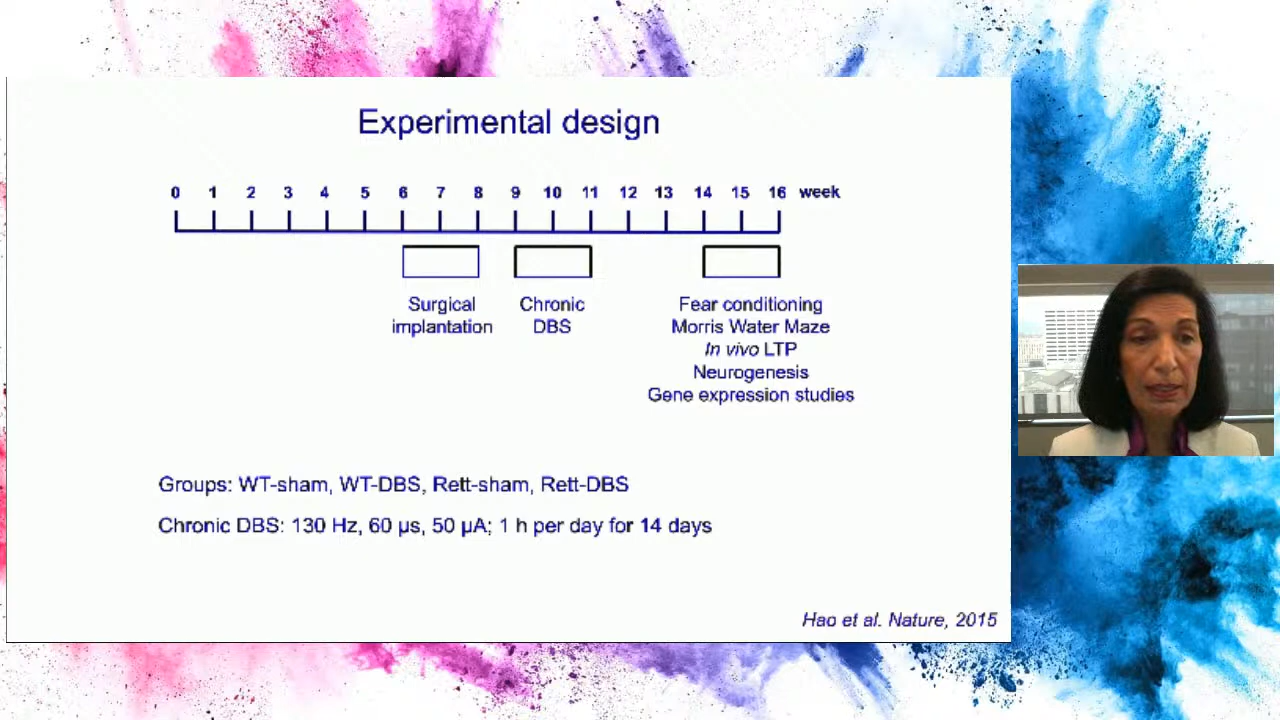 Experimental design
0 1 2 3 4 5 6 7 8 9 10 11 12 13 14 15 16 week
Surgical
implantation
Chronic
DBS
Fear conditioning
Morris Water Maze
In vivo LTP
Neurogenesis
Gene expression studies
Groups: WT-sham, WT-DBS, Rett-sham, Rett-DBS
Chronic DBS: 130 Hz, 60 µs, 50 µA; 1 h per day for 14 days
Hao et al. Nature, 2015